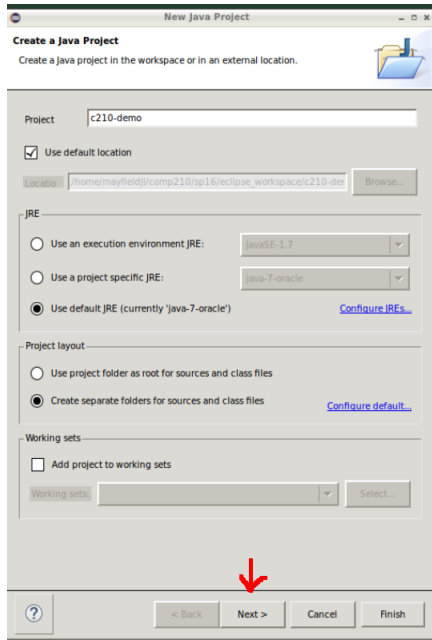 New Java Project
Create a Java Project
Create a Java project in the workspace or in an external location.
Project
c210-demo
Use default location
Locatio
/home/mayfieldjl/comp210/sp16/eclipse_workspace/c210-de
Browse...
JRE
Use an execution environment JRE:
JavaSE-1.7
Use a project specific JRE:
java-7-oracle
Use default JRE (currently 'java-7-oracle')
Configure JREs...
Project layout
Use project folder as root for sources and class files
Create separate folders for sources and class files
Configure default...
Working sets
Add project to working sets
Working sets:
Select...
?
< Back
Next >
Cancel
Finish